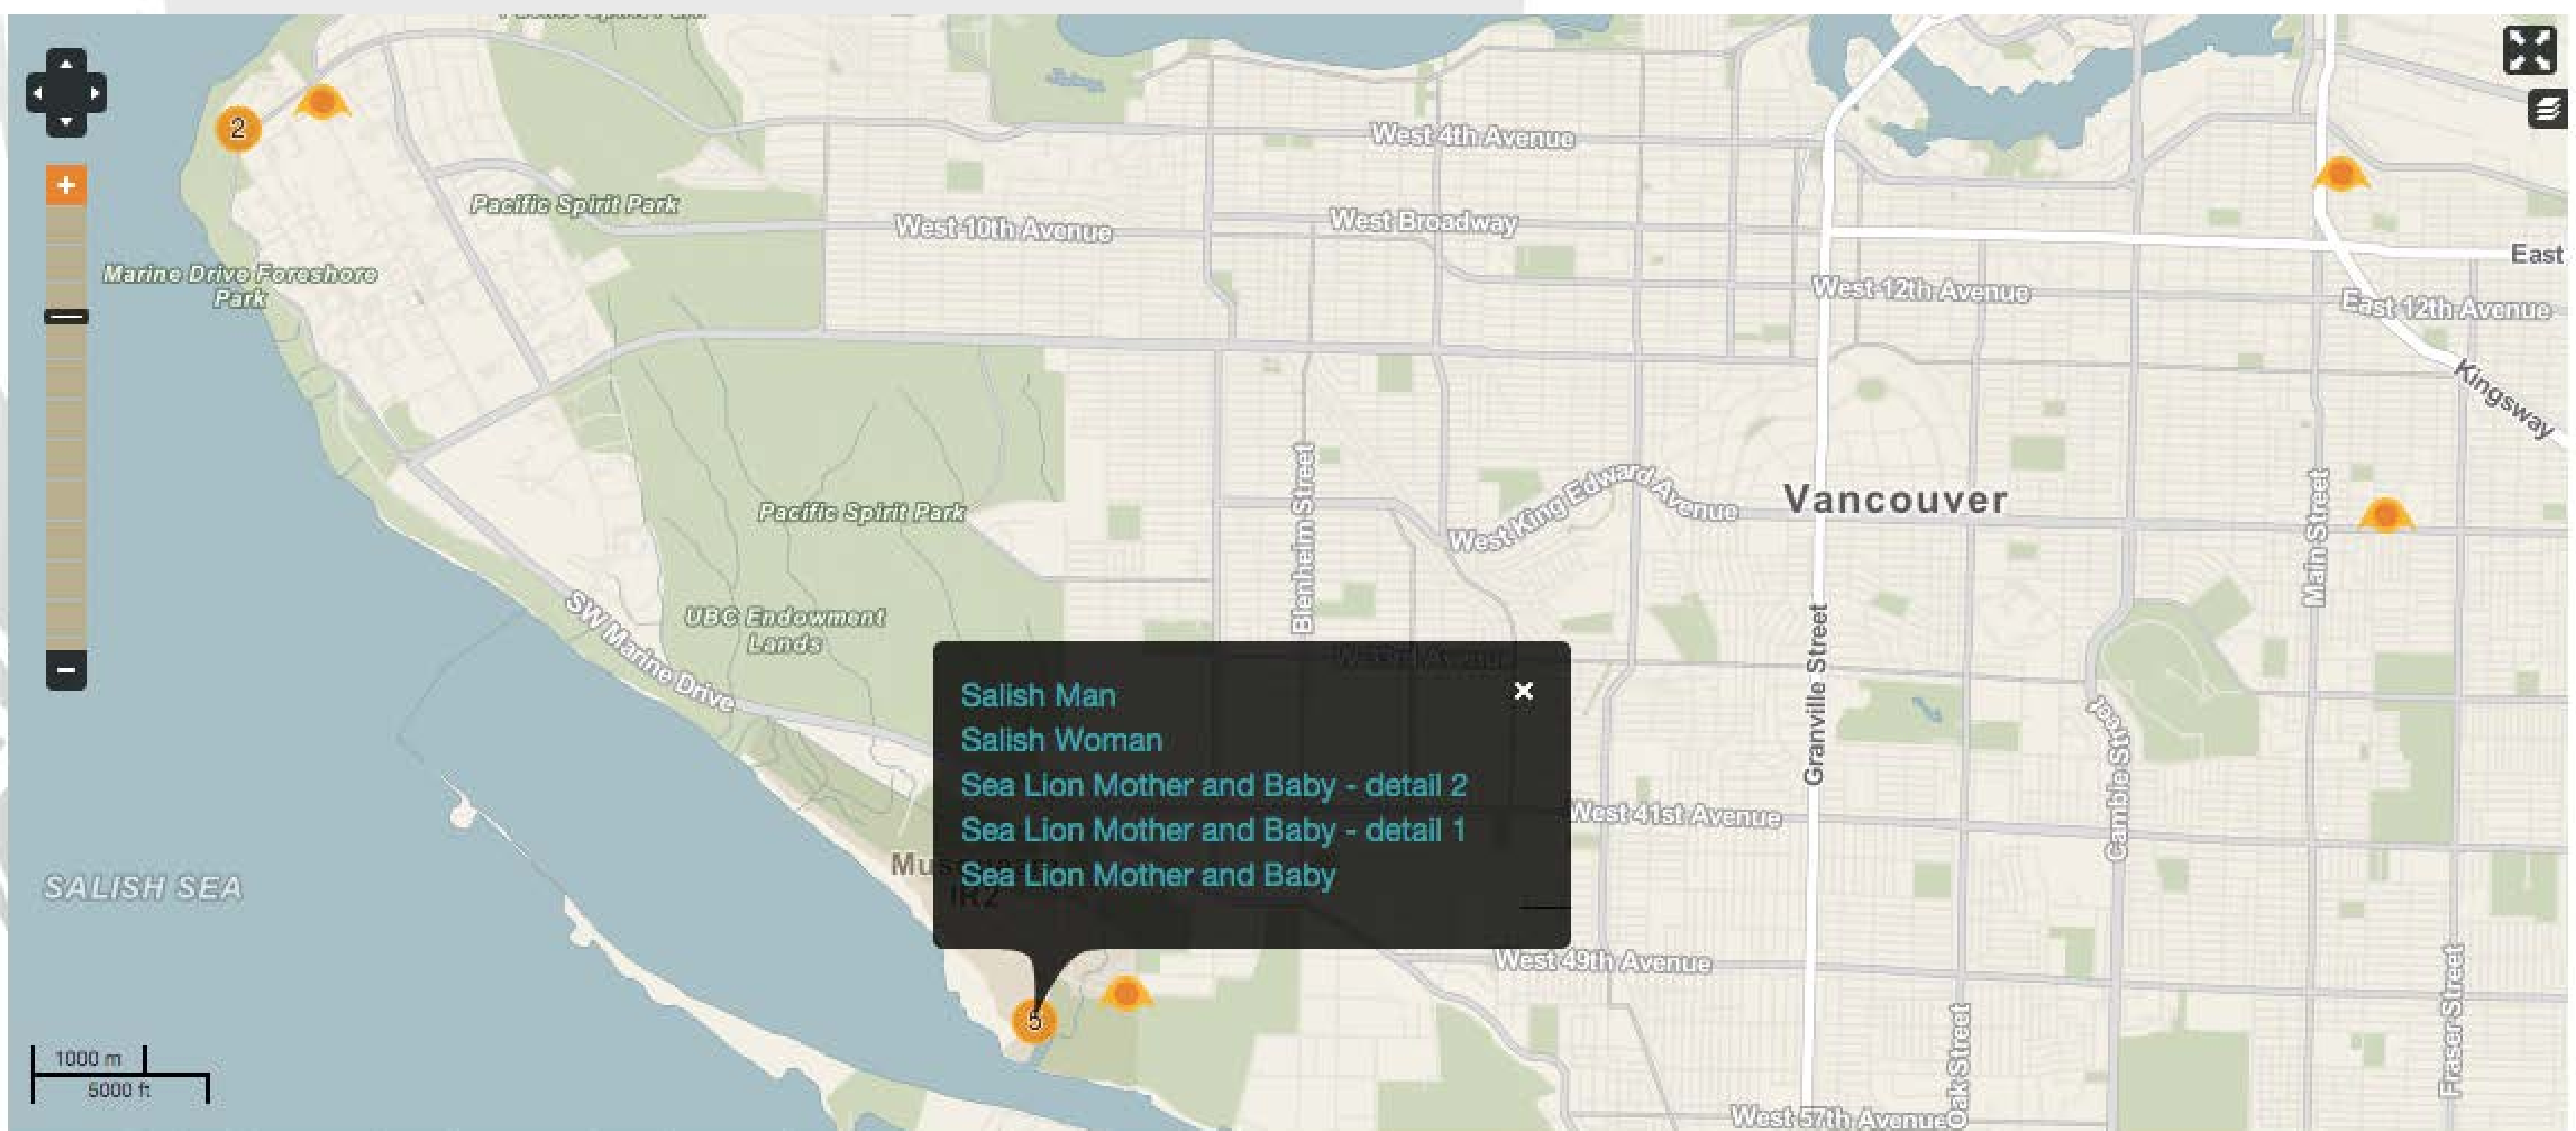 2
Pacific Spirit Park
Marine Drive Foreshore
Park
West 4th Avenue
West 10th Avenue
West Broadway
West 12th Avenue
East
East 12th Avenue
Kingsway
Pacific Spirit Park
UBC Endowment
Lands
SW Marine Drive
Blenheim Street
West King Edward Avenue
Vancouver
Granville Street
Main Street
Cambie Street
Salish Man
×
Salish Woman
Sea Lion Mother and Baby - detail 2
Sea Lion Mother and Baby - detail 1
Sea Lion Mother and Baby
IR2
West 41st Avenue
SALISH SEA
West 49th Avenue
5
Oak Street
Fraser Street
West 57th Avenue
1000 m
5000 ft